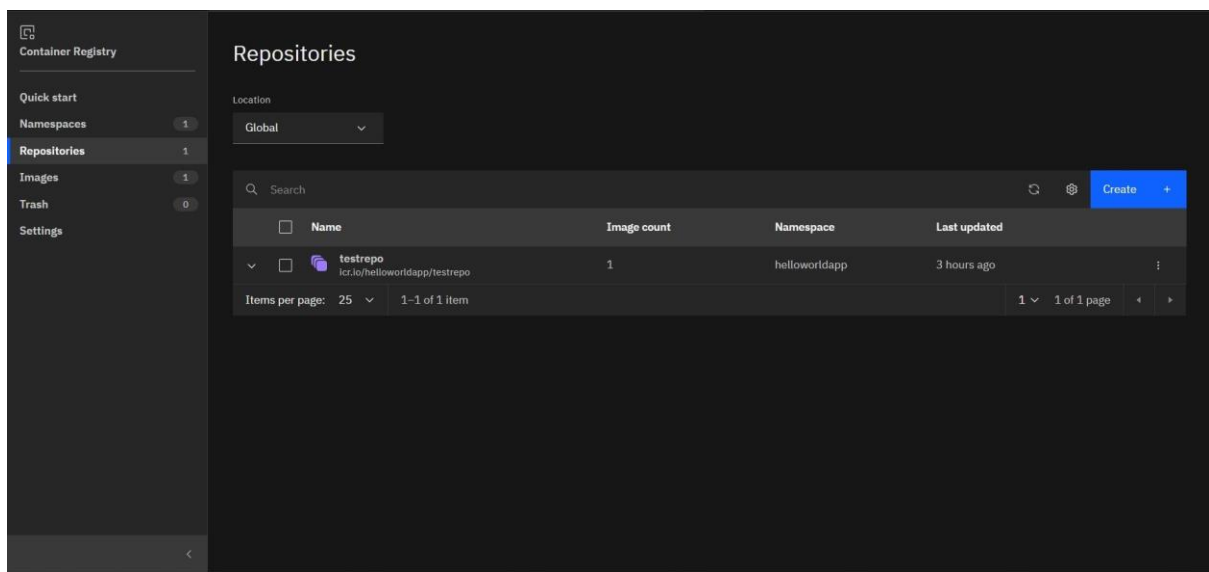 Container Registry
Quick start
Namespaces 1
Repositories 1
Images 1
Trash 0
Settings
Repositories
Location
Global
Search
Create +
Name Image count Namespace Last updated
testrepo
icr.io/helloworldapp/testrepo
1 helloworldapp 3 hours ago
Items per page: 25 1–1 of 1 item 1 1 of 1 page